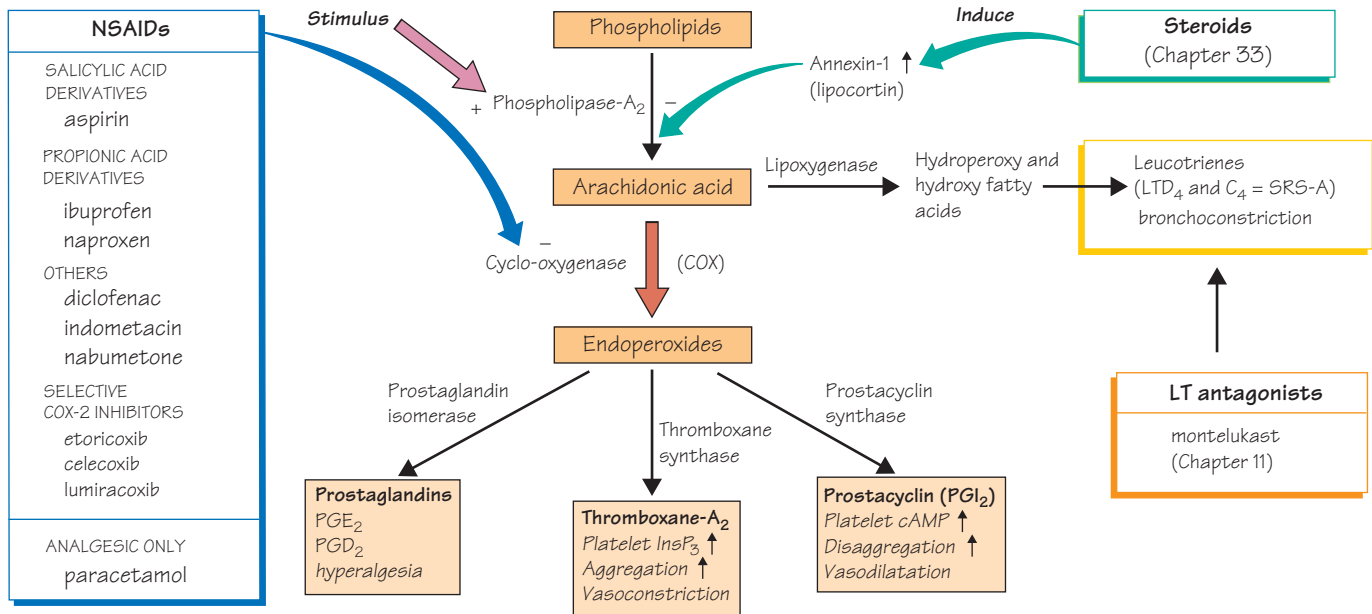 NSAIDs
SALICYLIC ACID
DERIVATIVES
aspirin
PROPIONIC ACID
DERIVATIVES
ibuprofen
naproxen
OTHERS
diclofenac
indometacin
nabumetone
SELECTIVE
COX-2 INHIBITORS
etoricoxib
celecoxib
lumiracoxib
ANALGESIC ONLY
paracetamol
Stimulus
Phospholipids
Induce
Steroids
(Chapter 33)
Annexin-1 ↑
(lipocortin)
+ Phospholipase-A₂ –
Arachidonic acid
Lipoxygenase
Hydroperoxy and
hydroxy fatty
acids
Leucotrienes
(LTD₄ and C₄ = SRS-A)
bronchoconstriction
–
Cyclo-oxygenase (COX)
Endoperoxides
LT antagonists
montelukast
(Chapter 11)
Prostaglandin
isomerase
Thromboxane
synthase
Prostacyclin
synthase
Prostaglandins
PGE₂
PGD₂
hyperalgesia
Thromboxane-A₂
Platelet InsP₃ ↑
Aggregation ↑
Vasoconstriction
Prostacyclin (PGI₂)
Platelet cAMP ↑
Disaggregation ↑
Vasodilatation